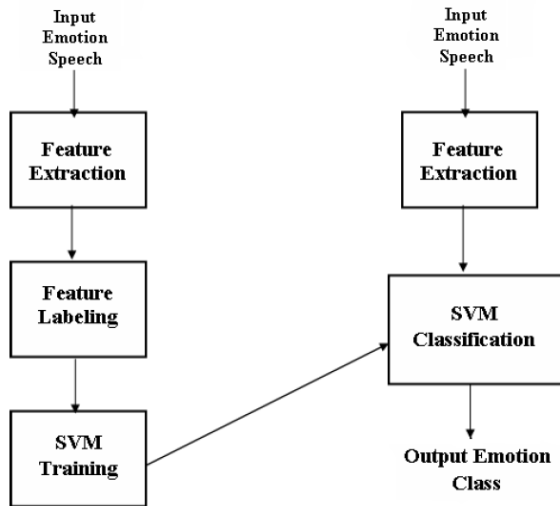 Input
Emotion
Speech
Feature
Extraction
Feature
Labeling
SVM
Training
Input
Emotion
Speech
Feature
Extraction
SVM
Classification
Output Emotion
Class